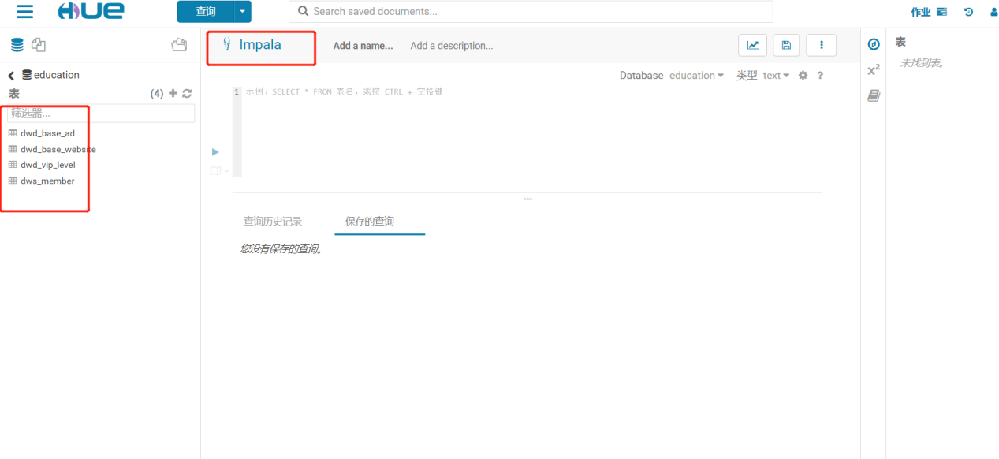 HUE
查询
Search saved documents...
作业
Impala
Add a name...
Add a description...
education
表
(4)
筛选器...
dwd_base_ad
dwd_base_website
dwd_vip_level
dws_member
Database education 类型 text ?
1 示例: SELECT * FROM 表名, 或按 CTRL + 空格键
查询历史记录
保存的查询
您没有保存的查询。
x²
表
未找到表。